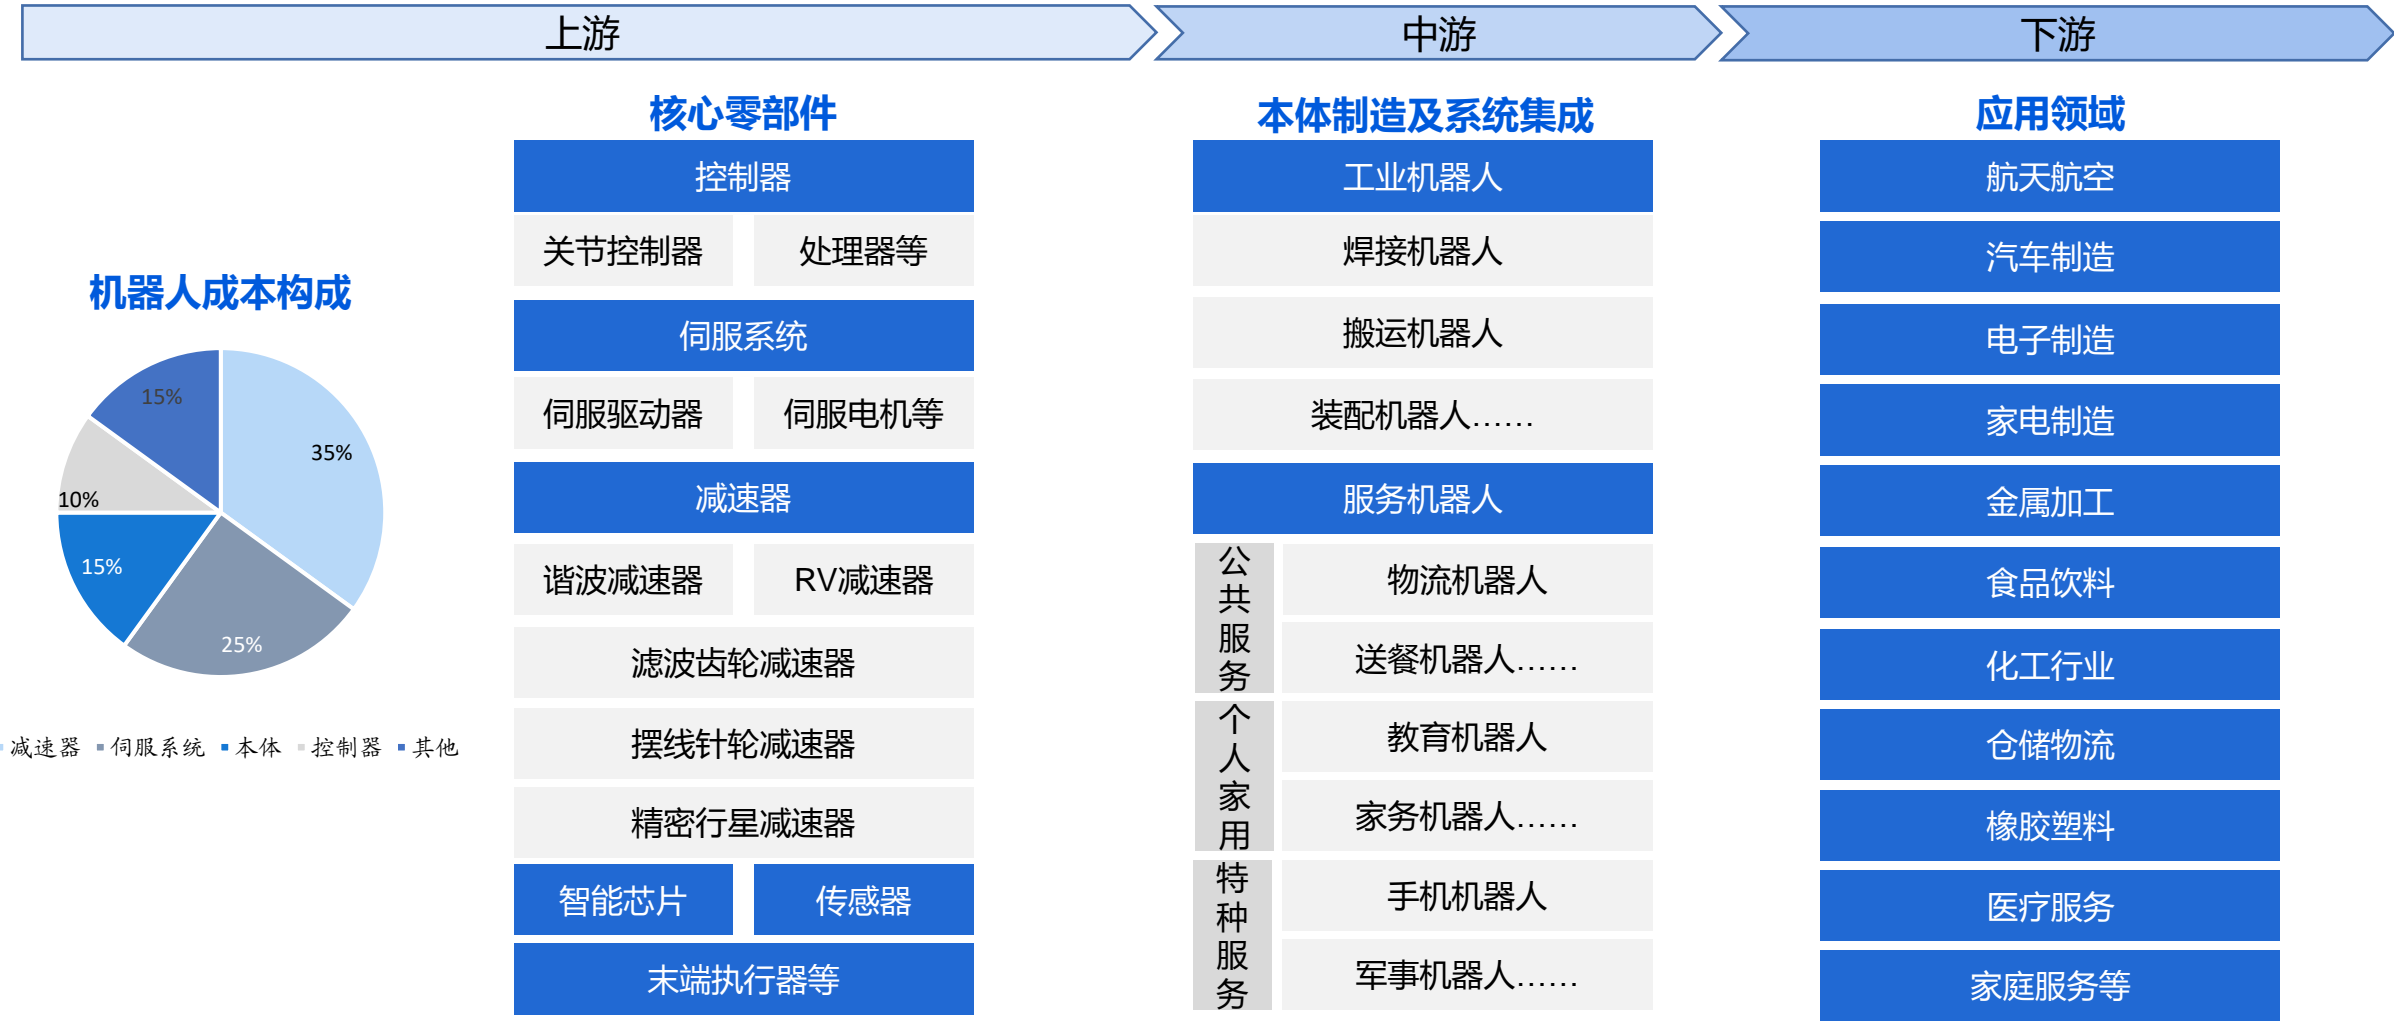 上游
中游
下游
机器人成本构成
15%
35%
10%
15%
25%
减速器 伺服系统 本体 控制器 其他
核心零部件
控制器
关节控制器 处理器等
伺服系统
伺服驱动器 伺服电机等
减速器
谐波减速器 RV减速器
滤波齿轮减速器
摆线针轮减速器
精密行星减速器
智能芯片 传感器
末端执行器等
本体制造及系统集成
工业机器人
焊接机器人
搬运机器人
装配机器人……
服务机器人
公共服务
物流机器人
送餐机器人……
个人家用
教育机器人
家务机器人……
特种服务
手机机器人
军事机器人……
应用领域
航天航空
汽车制造
电子制造
家电制造
金属加工
食品饮料
化工行业
仓储物流
橡胶塑料
医疗服务
家庭服务等